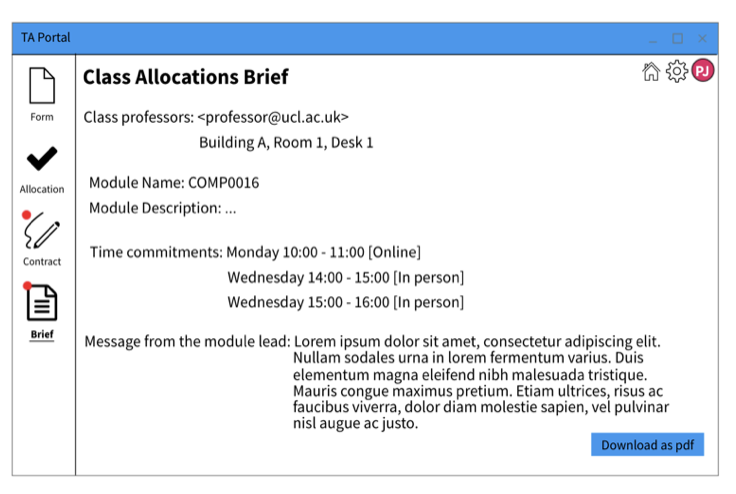 TA Portal
Class Allocations Brief
PJ
Form
Class professors: <professor@ucl.ac.uk>
Building A, Room 1, Desk 1
Allocation
Module Name: COMP0016
Module Description: ...
Contract
Time commitments: Monday 10:00 - 11:00 [Online]
Wednesday 14:00 - 15:00 [In person]
Wednesday 15:00 - 16:00 [In person]
Brief
Message from the module lead: Lorem ipsum dolor sit amet, consectetur adipiscing elit.
Nullam sodales urna in lorem fermentum varius. Duis
elementum magna eleifend nibh malesuada tristique.
Mauris congue maximus pretium. Etiam ultrices, risus ac
faucibus viverra, dolor diam molestie sapien, vel pulvinar
nisl augue ac justo.
Download as pdf